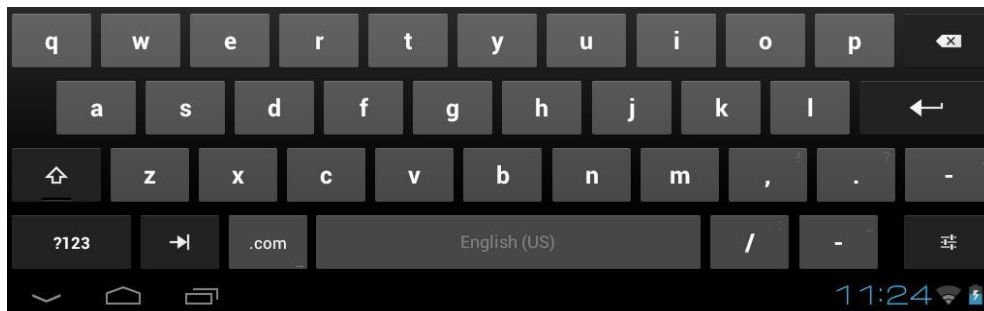 q w e r t y u i o p
a s d f g h j k l
! ?
z x c v b n m , . -
?123 .com ... English (US) / : - _
11:24